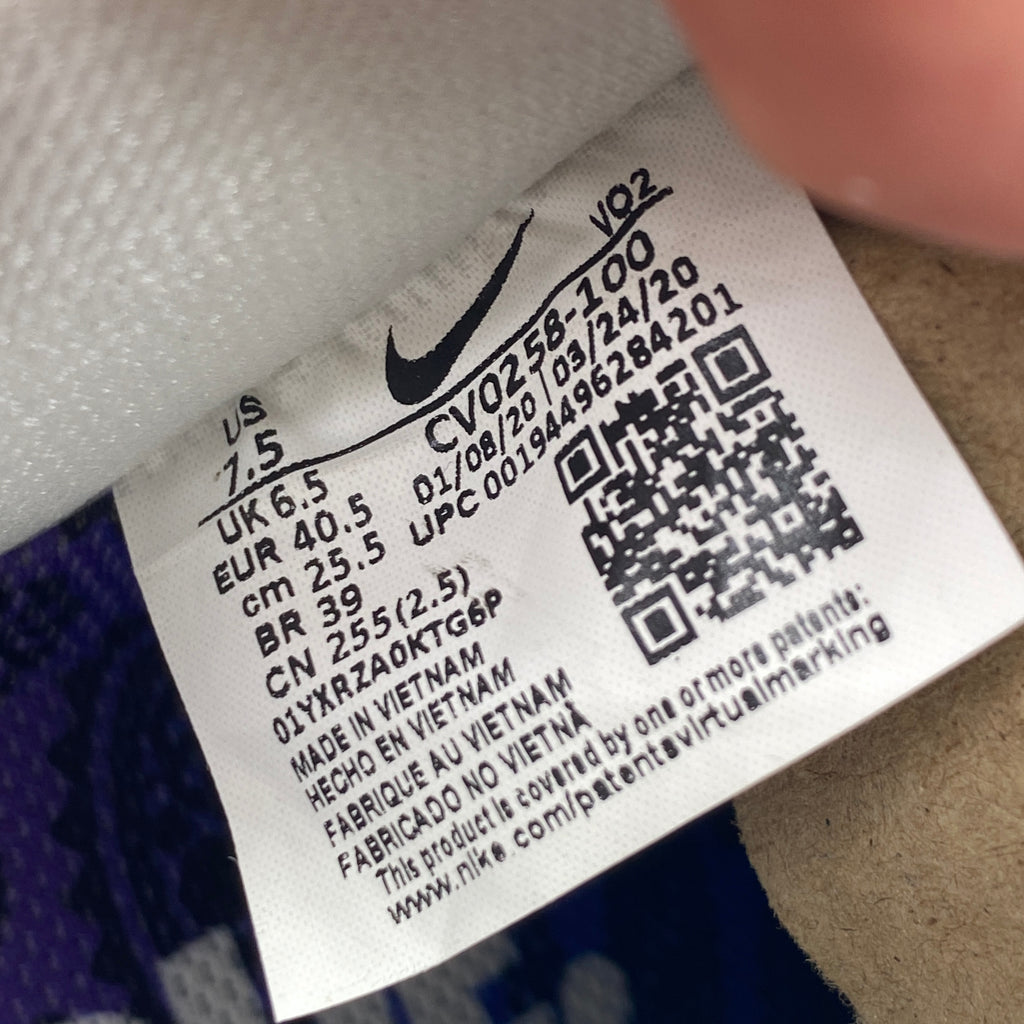 VO2
US
7.5
CV0258-100
UK 6.5
01/08/20 | 03/24/20
EUR 40.5
UPC 00194496284201
cm 25.5
BR 39
CN 255(2.5)
01YXRZA0KTG6P
MADE IN VIETNAM
HECHO EN VIETNAM
FABRIQUE AU VIETNAM
FABRICADO NO VIETNÃ
This product is covered by one or more patents:
www.nike.com/patentsvirtualmarking